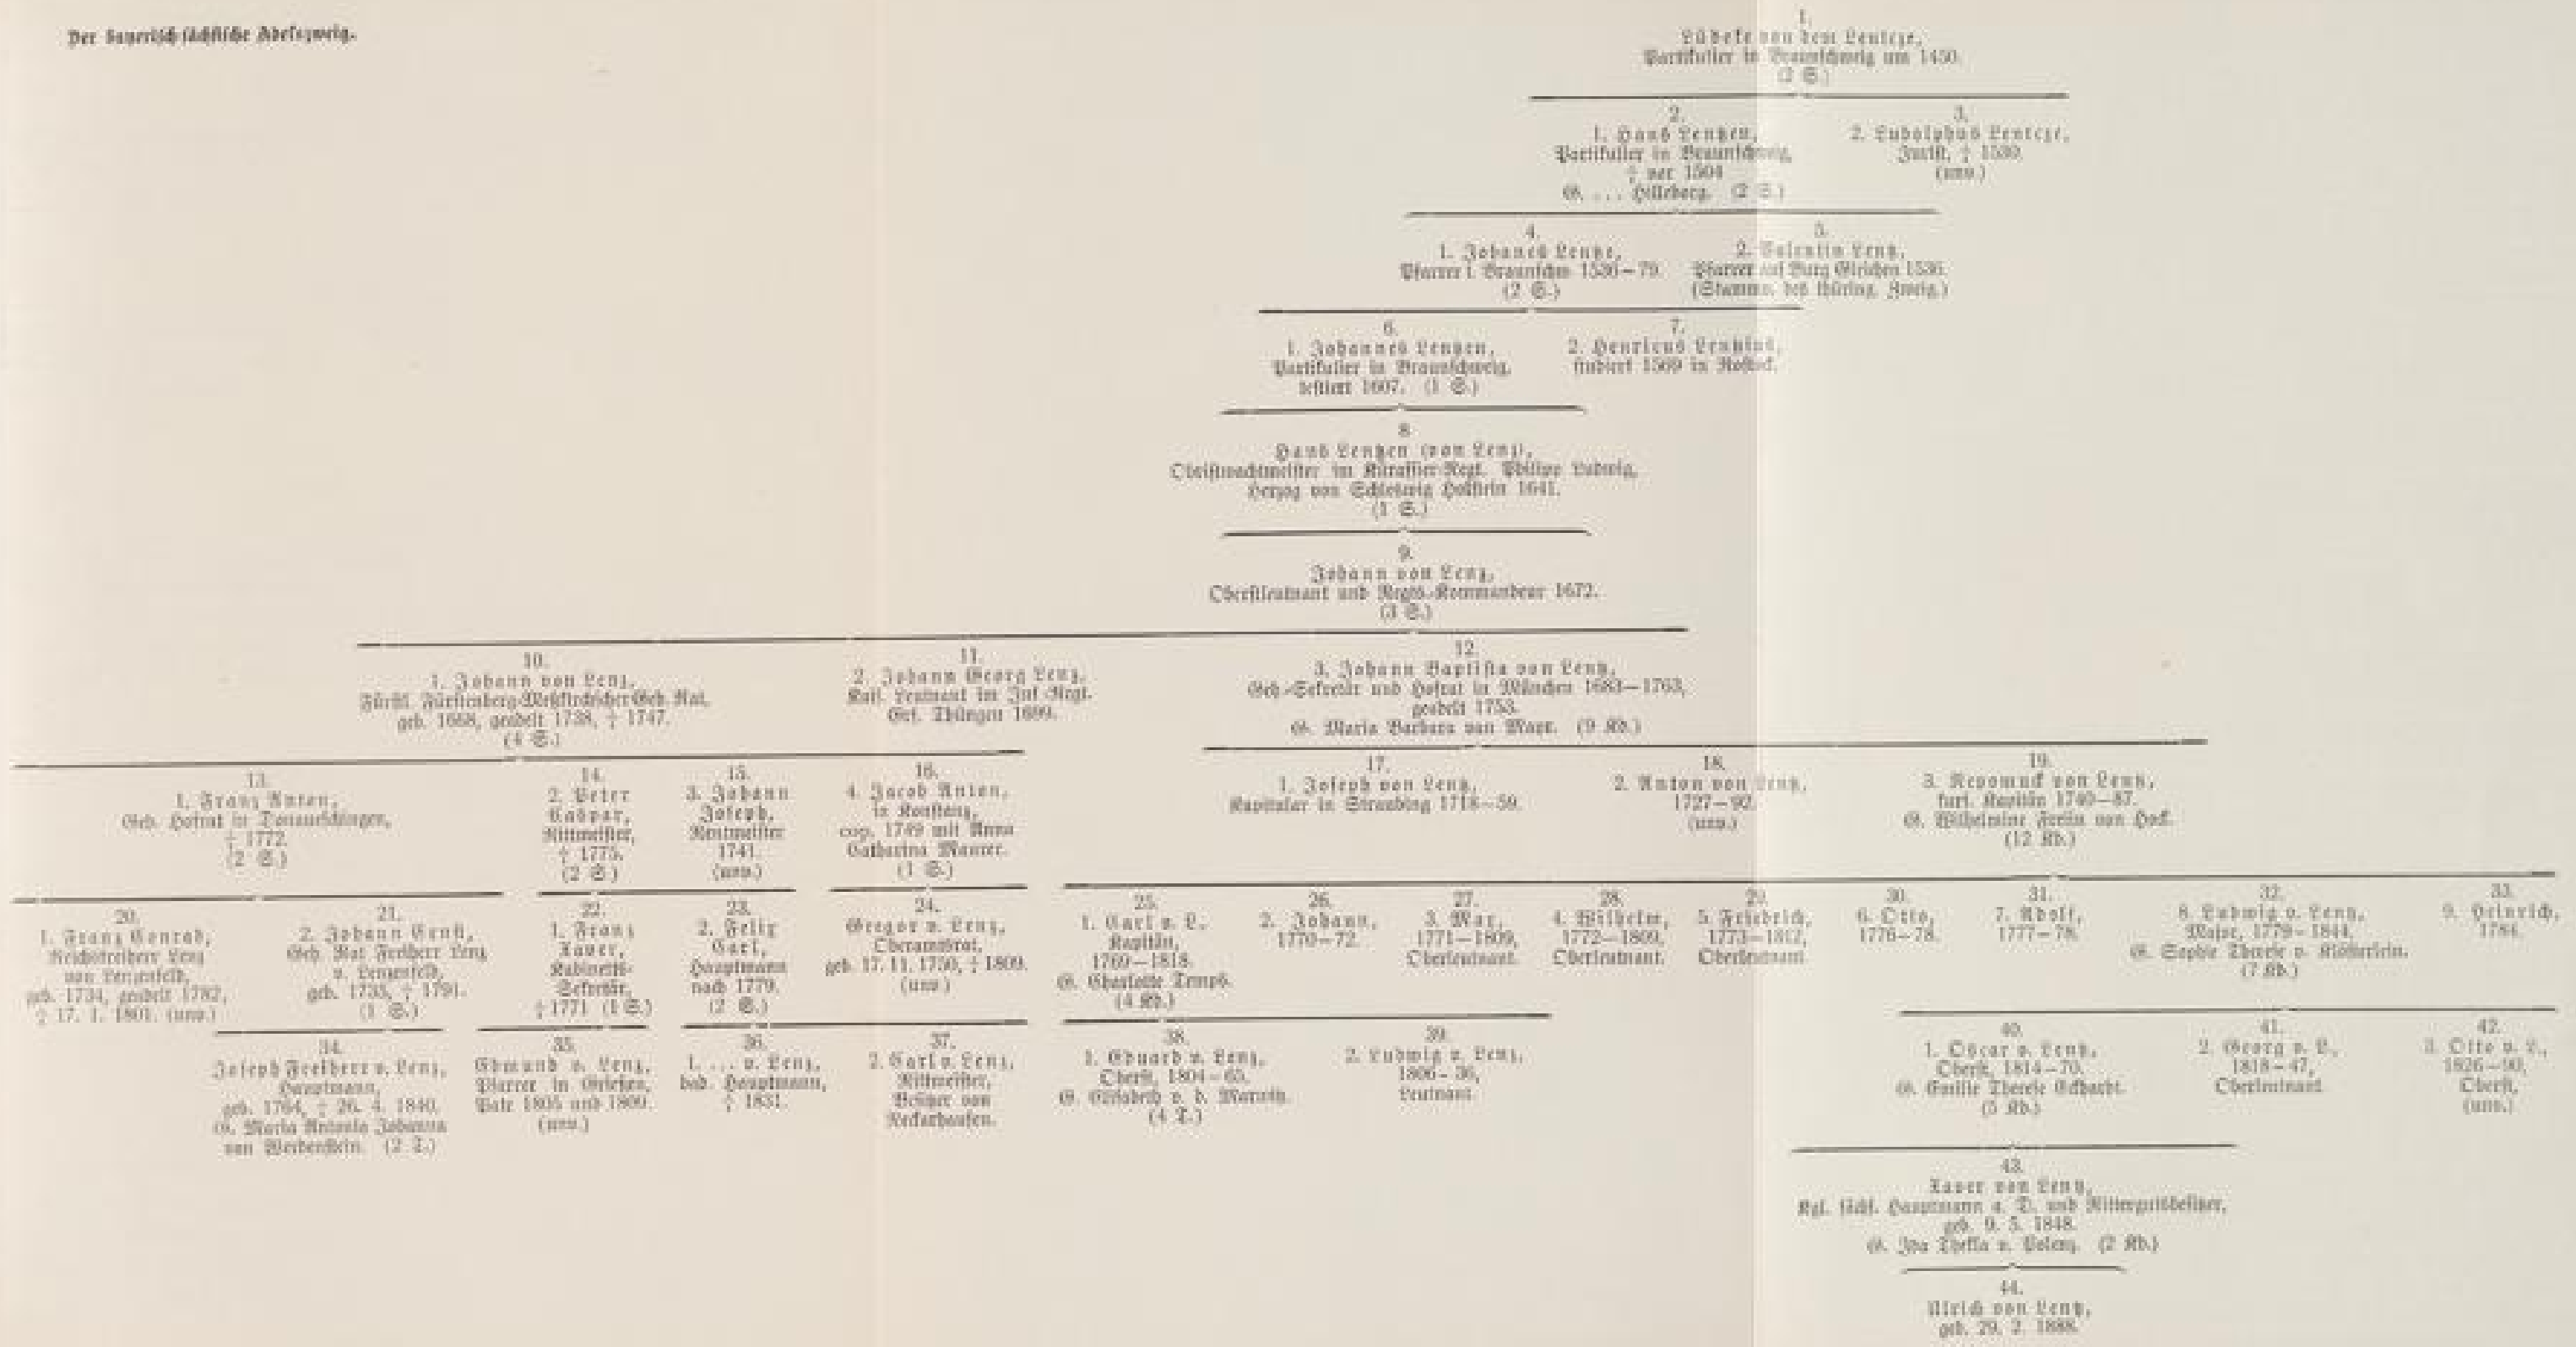 Der bayerisch-sächsische Adelszweig.
1.
Lüdeke von dem Lentcze,
Partikulier in Braunschweig um 1450.
(2 S.)
2.
1. Hans Lentzen,
Partikulier in Braunschweig,
† vor 1504
G. ... Hilleborg. (2 S.)
3.
2. Ludolphus Lentcze,
Jurist, † 1530.
(unv.)
4.
1. Johanes Lentze,
Pfarrer i. Braunschw. 1536–79.
(2 S.)
5.
2. Valentin Lentz,
Pfarrer auf Burg Gleichen 1536.
(Stammv. des thüring. Zweig.)
6.
1. Johannes Lentzen,
Partikulier in Braunschweig,
testiert 1607. (1 S.)
7.
2. Henricus Lentzius,
studiert 1569 in Rostock.
8.
Hans Lentzen (von Lenz),
Obristwachtmeister im Kürassier-Regt. Philipp Ludwig,
Herzog von Schleswig Holstein 1641.
(1 S.)
9.
Johann von Lenz,
Oberstleutnant und Regts.-Kommandeur 1672.
(3 S.)
10.
1. Johann von Lenz,
Fürstl. Fürstenberg-Meßkirchischer Geh. Rat,
geb. 1668, geadelt 1738, † 1747.
(4 S.)
11.
2. Johann Georg Lenz,
Kais. Leutnant im Inf.-Regt.
Grf. Thüngen 1699.
12.
3. Johann Baptista von Lentz,
Geh.-Sekretär und Hofrat in München 1683–1763,
geadelt 1753.
G. Maria Barbara von Mayr. (9 Kd.)
13.
1. Franz Anton,
Geh. Hofrat in Donaueschingen,
† 1772.
(2 S.)
14.
2. Peter
Caspar,
Rittmeister,
† 1775.
(2 S.)
15.
3. Johann
Joseph,
Rentmeister
1741.
(unv.)
16.
4. Jacob Anton,
in Konstanz,
cop. 1749 mit Anna
Catharina Maurer.
(1 S.)
17.
1. Joseph von Lentz,
Kapitular in Straubing 1718–59.
18.
2. Anton von Lentz,
1727–92.
(unv.)
19.
3. Nepomuk von Lentz,
kurf. Kapitän 1740–87.
G. Wilhelmine Freiin von Hock.
(12 Kd.)
20.
1. Franz Conrad,
Reichsfreiherr Lenz
von Lenzenfeld,
geb. 1734, geadelt 1782,
† 17. 1. 1801. (unv.)
21.
2. Johann
Geh. Rat Freiherr Lenz
v. Lenzenfeld,
geb. 1735, † 1791.
(1 S.)
22.
1. Franz
Xaver,
Kabinetts-
Sekretär,
† 1771 (1 S.)
23.
2. Felix
Carl,
Hauptmann
nach 1779.
(2 S.)
24.
Gregor v. Lenz,
Oberamtsrat,
geb. 17. 11. 1750, † 1809.
(unv.)
25.
1. Carl v. L.,
Kapitän,
1769–1818.
G. Charlotte
(4 Kd.)
26.
2. Johann,
1770–72.
27.
3. Max,
1771–1809,
Oberleutnant.
28.
4. Wilhelm,
1772–1809,
Oberleutnant.
29.
5. Friedrich,
1773–1812,
Oberleutnant.
30.
6. Otto,
1776–78.
31.
7. Adolf,
1777–78.
32.
8. Ludwig v. Lentz,
Major, 1779–1844.
G. Sophie Therese v. Klösterlein.
(7 Kd.)
33.
9. Heinrich,
1784.
34.
Joseph Freiherr v. Lenz,
Hauptmann,
geb. 1764, † 26. 4. 1840.
G. Maria Antonia Johanna
von Werdenstein. (2 T.)
35.
Edmund v. Lenz,
Pfarrer in Grießen,
Pate 1805 und 1809.
(unv.)
36.
1. ... v. Lenz,
bad. Hauptmann,
† 1831.
37.
2. Carl v. Lenz,
Rittmeister,
Besitzer von
Neckarhausen.
38.
1. Eduard v. Lenz,
Oberst, 1804–65.
G. Elisabeth v. d. Marwitz.
(4 T.)
39.
2. Ludwig v. Lenz,
1806–36,
Leutnant.
40.
1. Oscar v. Lentz,
Oberst, 1814–70.
G. Emilie Therese Eckhardt.
(5 Kd.)
41.
2. Georg v. L.,
1818–47,
Oberleutnant.
42.
3. Otto v. L.,
1826–90,
Oberst,
(unv.)
43.
Xaver von Lentz,
Kgl. sächs. Hauptmann a. D. und Rittergutsbesitzer,
geb. 9. 5. 1848.
G. Ida Thekla v. Polenz. (2 Kd.)
44.
Ulrich von Lentz,
geb. 29. 2. 1888.